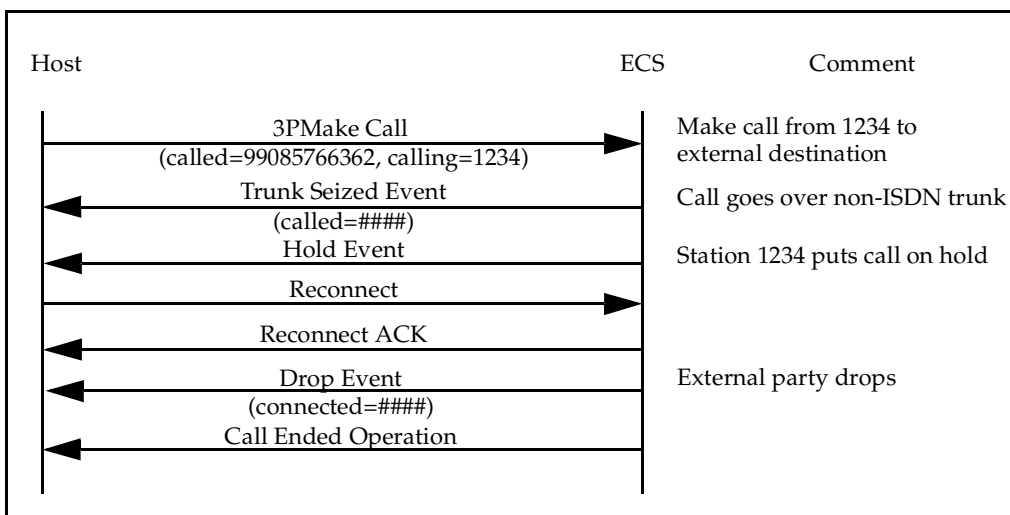 Host ECS Comment
3PMake Call
(called=99085766362, calling=1234)
Make call from 1234 to
external destination
Trunk Seized Event
(called=####)
Call goes over non-ISDN trunk
Hold Event
Station 1234 puts call on hold
Reconnect
Reconnect ACK
Drop Event
(connected=####)
External party drops
Call Ended Operation